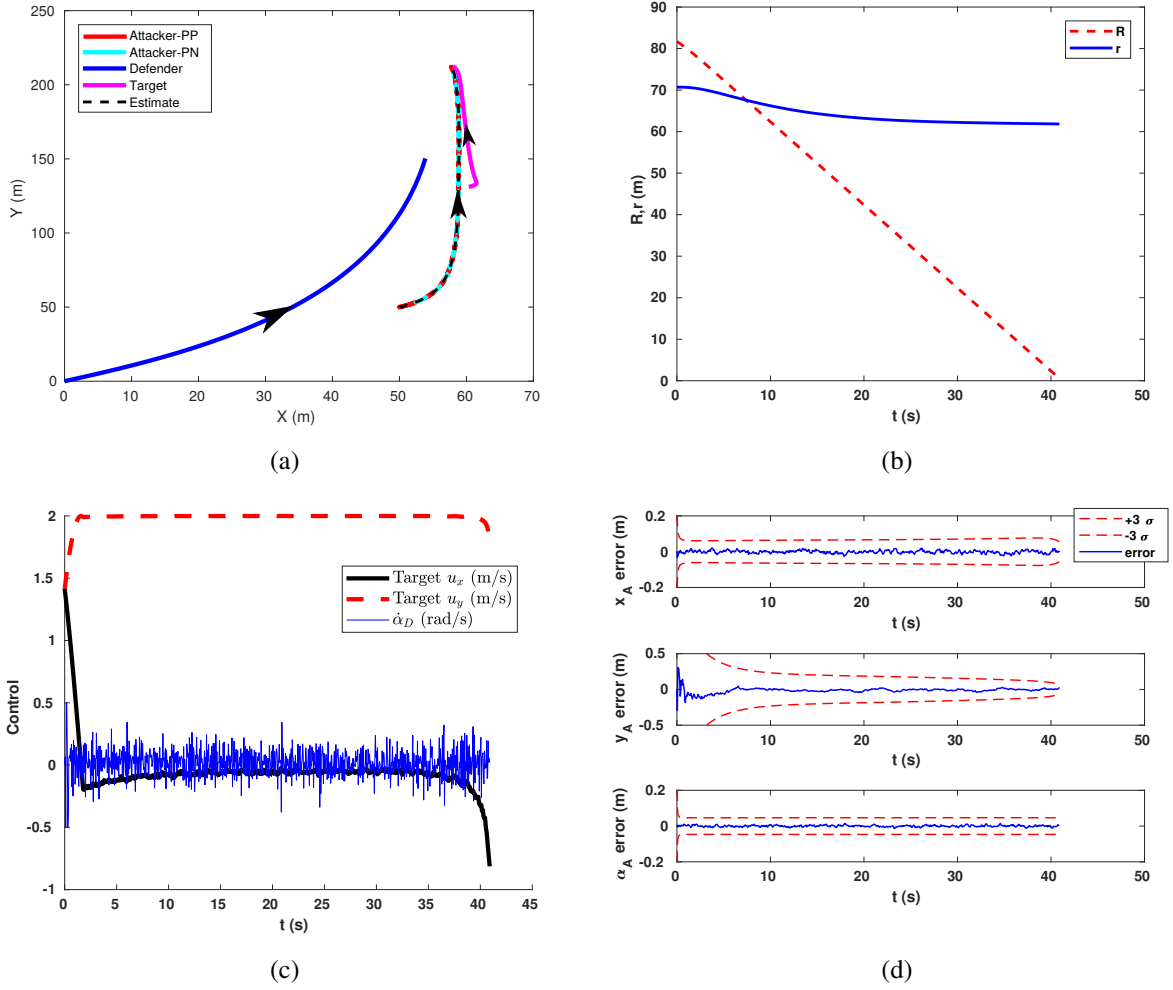 250
200
150
100
50
0
Y (m)
Attacker-PP
Attacker-PN
Defender
Target
Estimate
0 10 20 30 40 50 60 70
X (m)
(a)
90
80
70
60
50
40
30
20
10
0
R,r (m)
R
r
0 10 20 30 40 50
t (s)
(b)
2
1.5
1
0.5
0
-0.5
-1
Control
Target u_x (m/s)
Target u_y (m/s)
α̇_D (rad/s)
0 5 10 15 20 25 30 35 40 45
t (s)
(c)
0.2
0
-0.2
x_A error (m)
+3 σ
-3 σ
error
0 10 20 30 40 50
t (s)
0.5
0
-0.5
y_A error (m)
0 10 20 30 40 50
t (s)
0.2
0
-0.2
α_A error (m)
0 10 20 30 40 50
t (s)
(d)